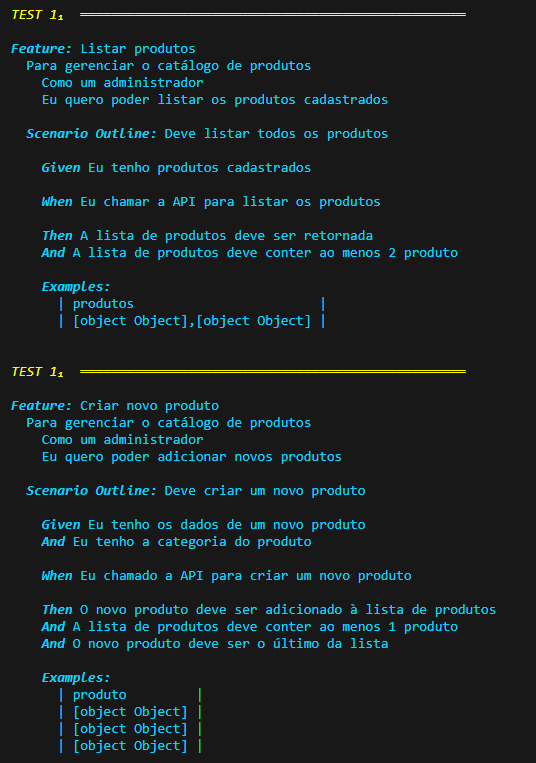 TEST 1₁ ══════════════════════════════════════════════════
Feature: Listar produtos
Para gerenciar o catálogo de produtos
Como um administrador
Eu quero poder listar os produtos cadastrados
Scenario Outline: Deve listar todos os produtos
Given Eu tenho produtos cadastrados
When Eu chamar a API para listar os produtos
Then A lista de produtos deve ser retornada
And A lista de produtos deve conter ao menos 2 produto
Examples:
| produtos |
| [object Object],[object Object] |
TEST 1₁ ══════════════════════════════════════════════════
Feature: Criar novo produto
Para gerenciar o catálogo de produtos
Como um administrador
Eu quero poder adicionar novos produtos
Scenario Outline: Deve criar um novo produto
Given Eu tenho os dados de um novo produto
And Eu tenho a categoria do produto
When Eu chamado a API para criar um novo produto
Then O novo produto deve ser adicionado à lista de produtos
And A lista de produtos deve conter ao menos 1 produto
And O novo produto deve ser o último da lista
Examples:
| produto |
| [object Object] |
| [object Object] |
| [object Object] |